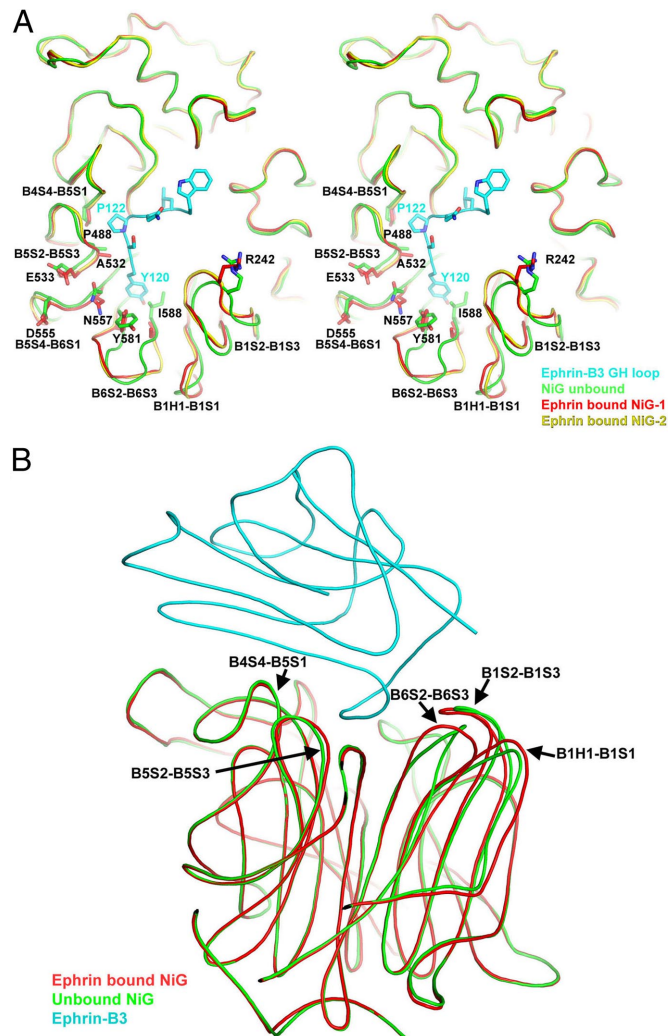 A
B4S4-B5S1
P122
P488
B5S2-B5S3
A532
E533
Y120
R242
N557
I588
D555
Y581
B5S4-B6S1
B1S2-B1S3
B6S2-B6S3
B1H1-B1S1
B4S4-B5S1
P122
P488
B5S2-B5S3
A532
E533
Y120
R242
N557
I588
D555
Y581
B5S4-B6S1
B1S2-B1S3
B6S2-B6S3
B1H1-B1S1
Ephrin-B3 GH loop
NiG unbound
Ephrin bound NiG-1
Ephrin bound NiG-2
B
B4S4-B5S1
B1S2-B1S3
B6S2-B6S3
B1H1-B1S1
B5S2-B5S3
Ephrin bound NiG
Unbound NiG
Ephrin-B3